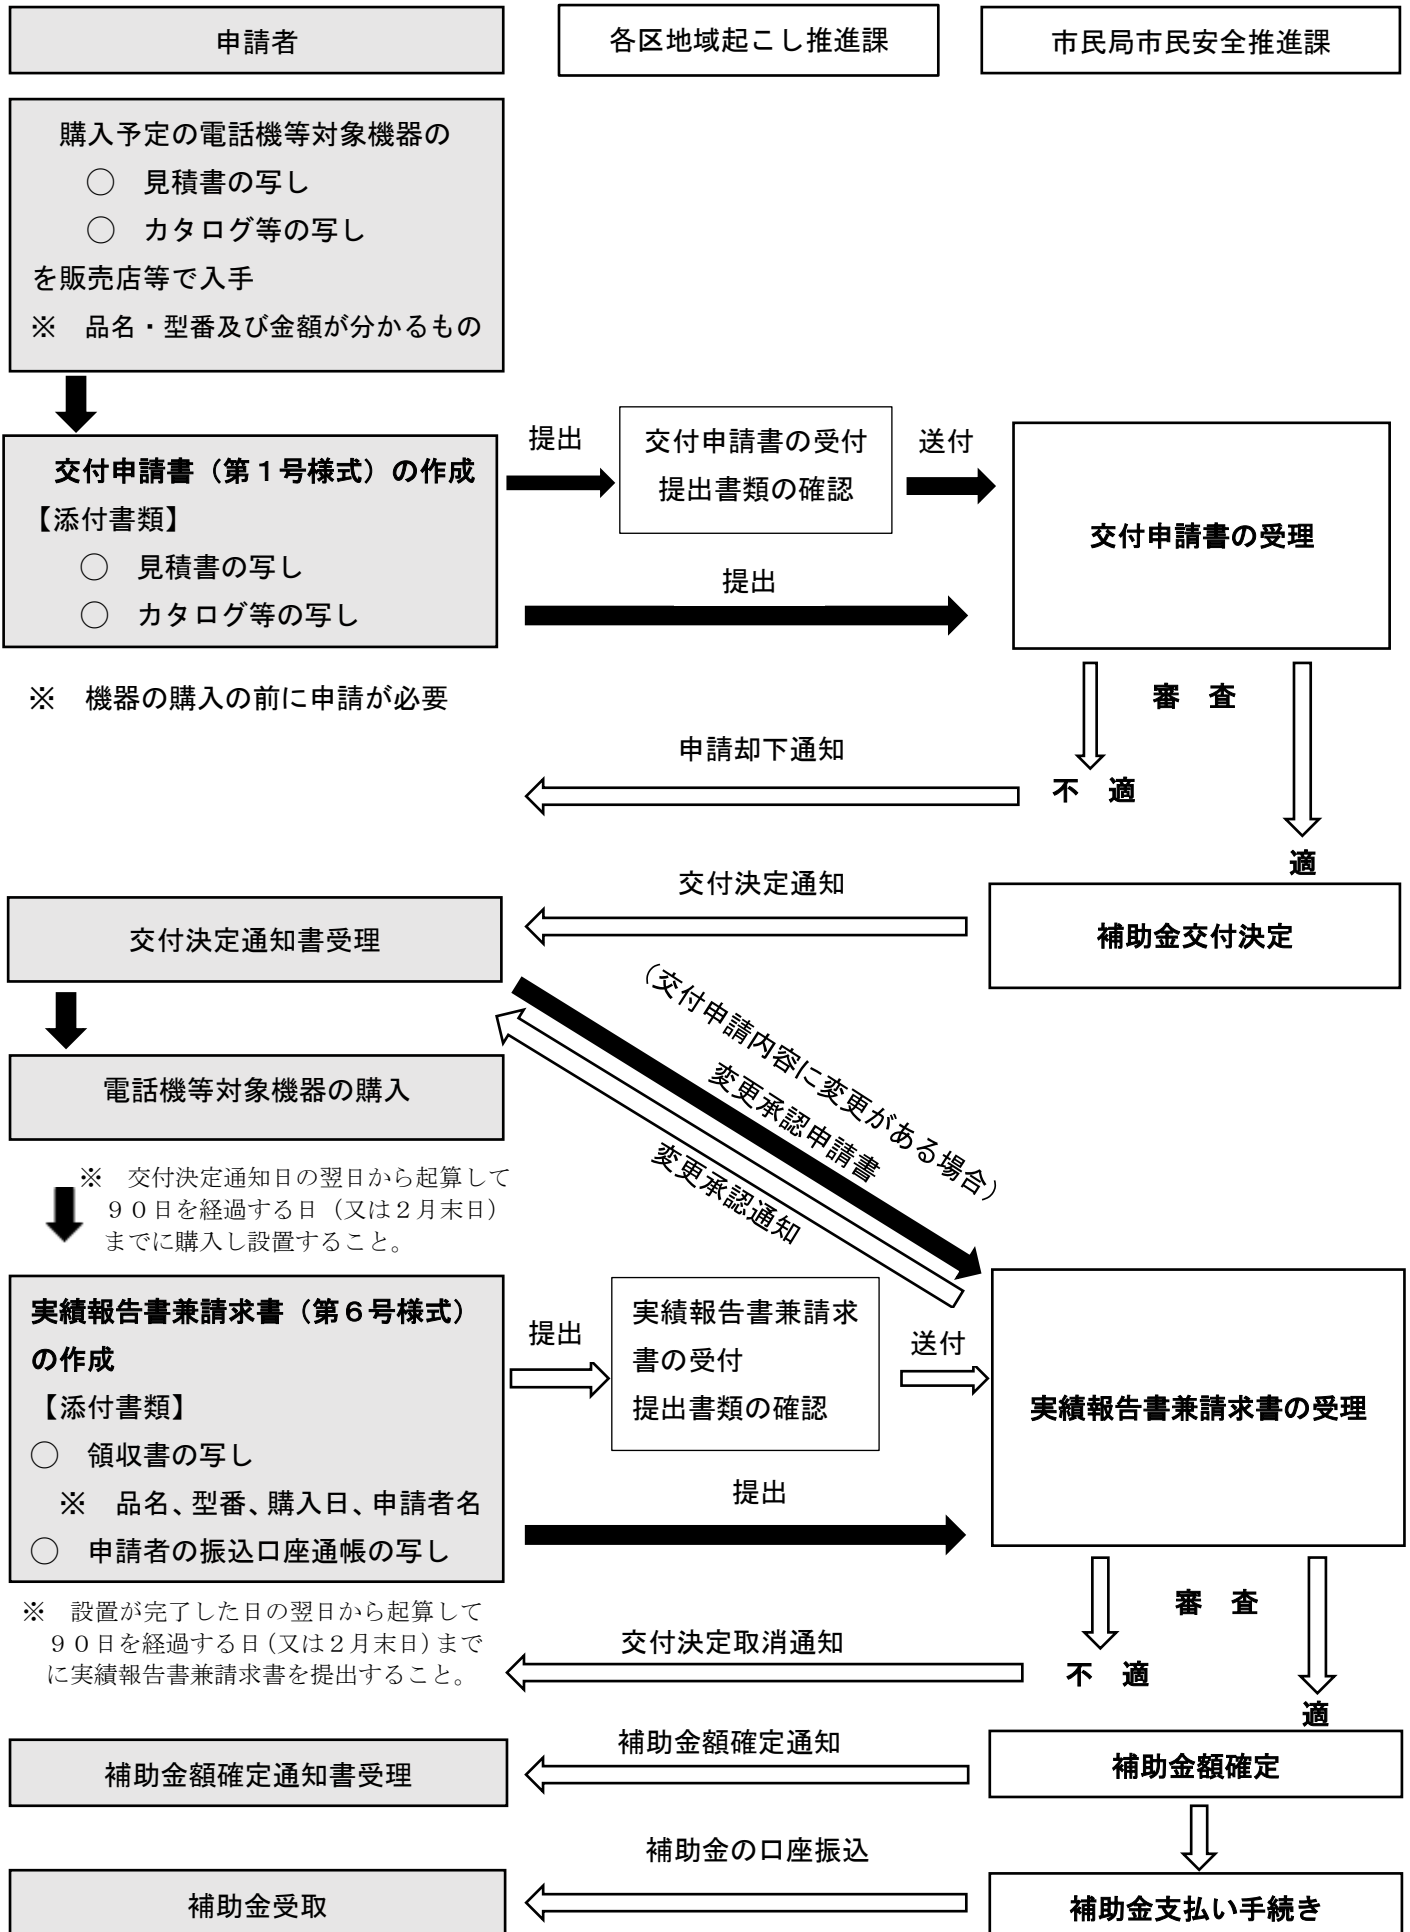 申請者
各区地域起こし推進課
市民局市民安全推進課
購入予定の電話機等対象機器の
○　見積書の写し
○　カタログ等の写し
を販売店等で入手
※　品名・型番及び金額が分かるもの
交付申請書（第１号様式）の作成
【添付書類】
○　見積書の写し
○　カタログ等の写し
提出
交付申請書の受付
提出書類の確認
送付
提出
交付申請書の受理
※　機器の購入の前に申請が必要
審　査
申請却下通知
不　適
適
交付決定通知
補助金交付決定
交付決定通知書受理
（交付申請内容に変更がある場合）
変更承認申請書
変更承認通知
電話機等対象機器の購入
※　交付決定通知日の翌日から起算して
９０日を経過する日（又は２月末日）
までに購入し設置すること。
実績報告書兼請求書（第６号様式）
の作成
【添付書類】
○　領収書の写し
※　品名、型番、購入日、申請者名
○　申請者の振込口座通帳の写し
提出
実績報告書兼請求
書の受付
提出書類の確認
送付
提出
実績報告書兼請求書の受理
※　設置が完了した日の翌日から起算して
９０日を経過する日（又は２月末日）まで
に実績報告書兼請求書を提出すること。
審　査
交付決定取消通知
不　適
適
補助金額確定通知
補助金額確定
補助金額確定通知書受理
補助金の口座振込
補助金支払い手続き
補助金受取